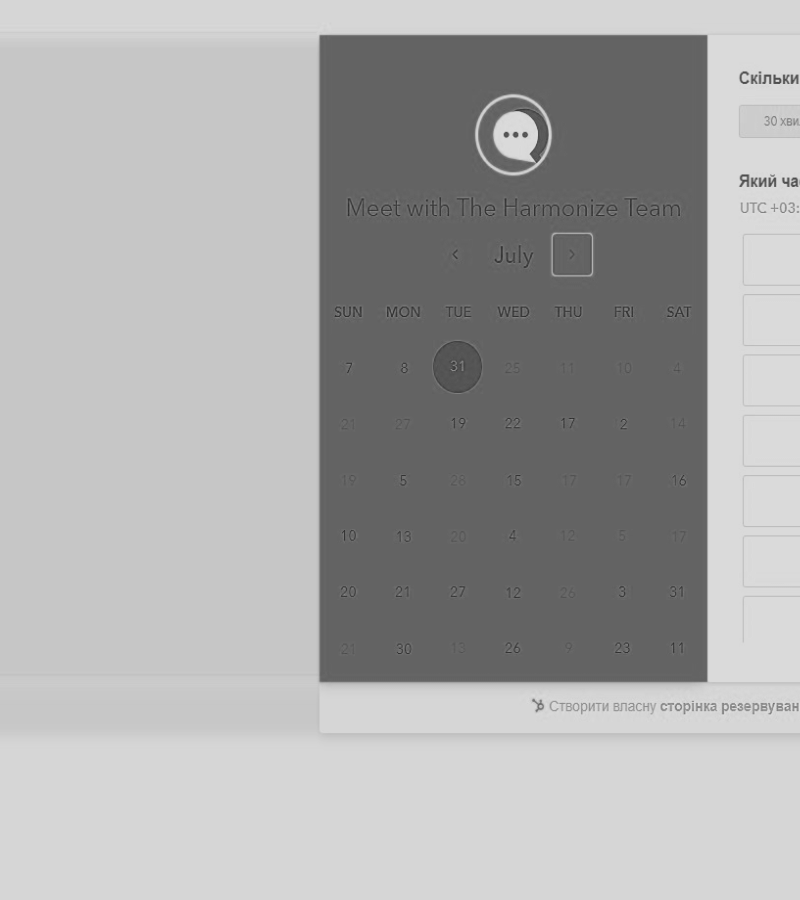 Meet with The Harmonize Team
July
SUN MON TUE WED THU FRI SAT
7 8 31 25 11 10 4
21 27 19 22 17 2 14
19 5 28 15 17 17 16
10 13 20 4 12 5 17
20 21 27 12 26 3 31
21 30 13 26 9 23 11
Скільки
30 хви
Який ча
UTC +03:
Створити власну сторінка резервуван